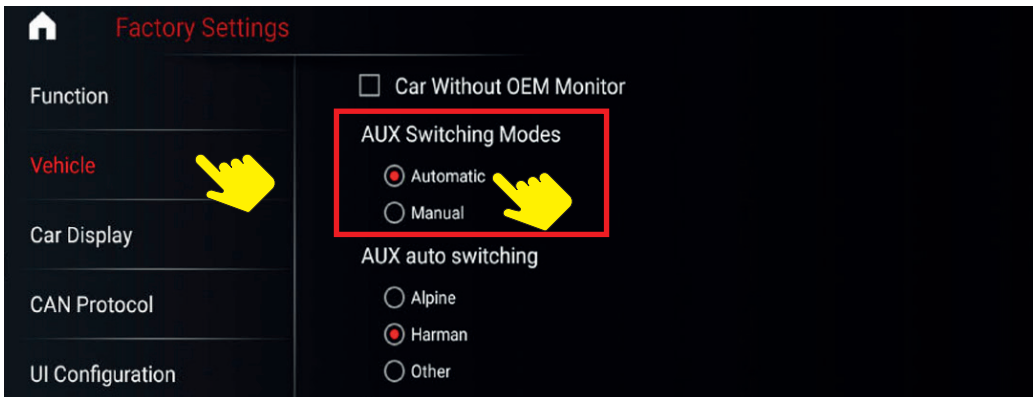 Factory Settings
Function
Vehicle
Car Display
CAN Protocol
UI Configuration
Car Without OEM Monitor
AUX Switching Modes
Automatic
Manual
AUX auto switching
Alpine
Harman
Other